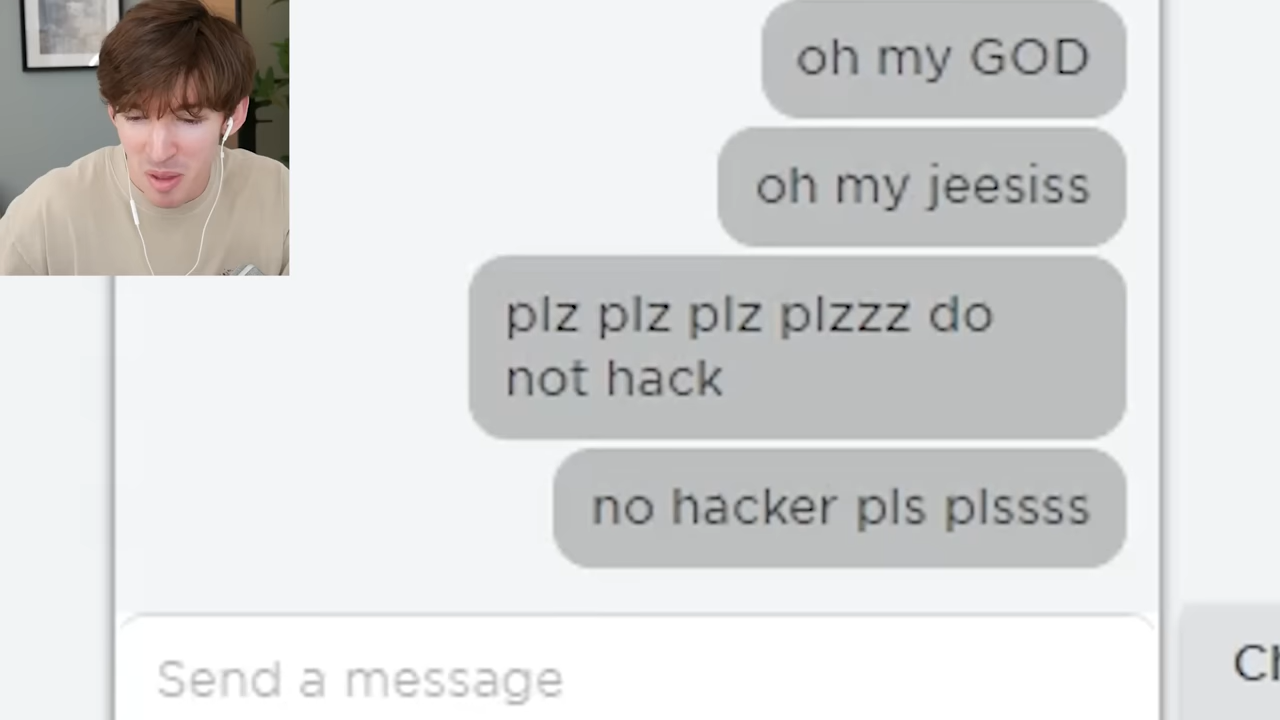 oh my GOD
oh my jeesiss
plz plz plz plzzz do
not hack
no hacker pls plssss
Send a message